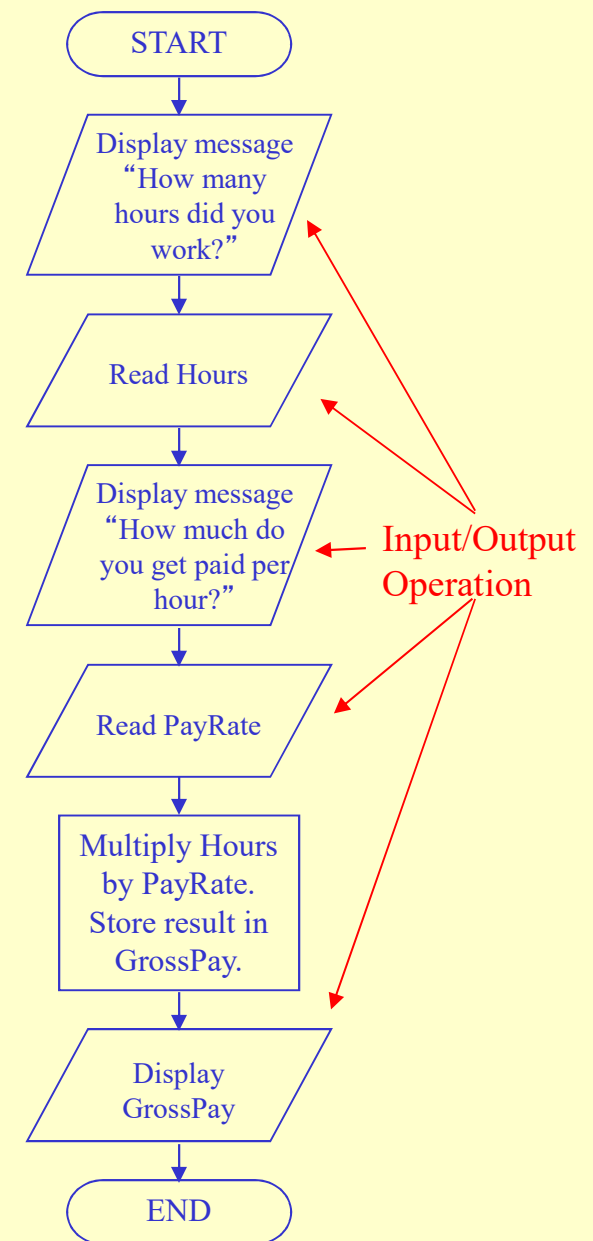 START
Display message
“How many
hours did you
work?”
Read Hours
Display message
“How much do
you get paid per
hour?”
Input/Output
Operation
Read PayRate
Multiply Hours
by PayRate.
Store result in
GrossPay.
Display
GrossPay
END